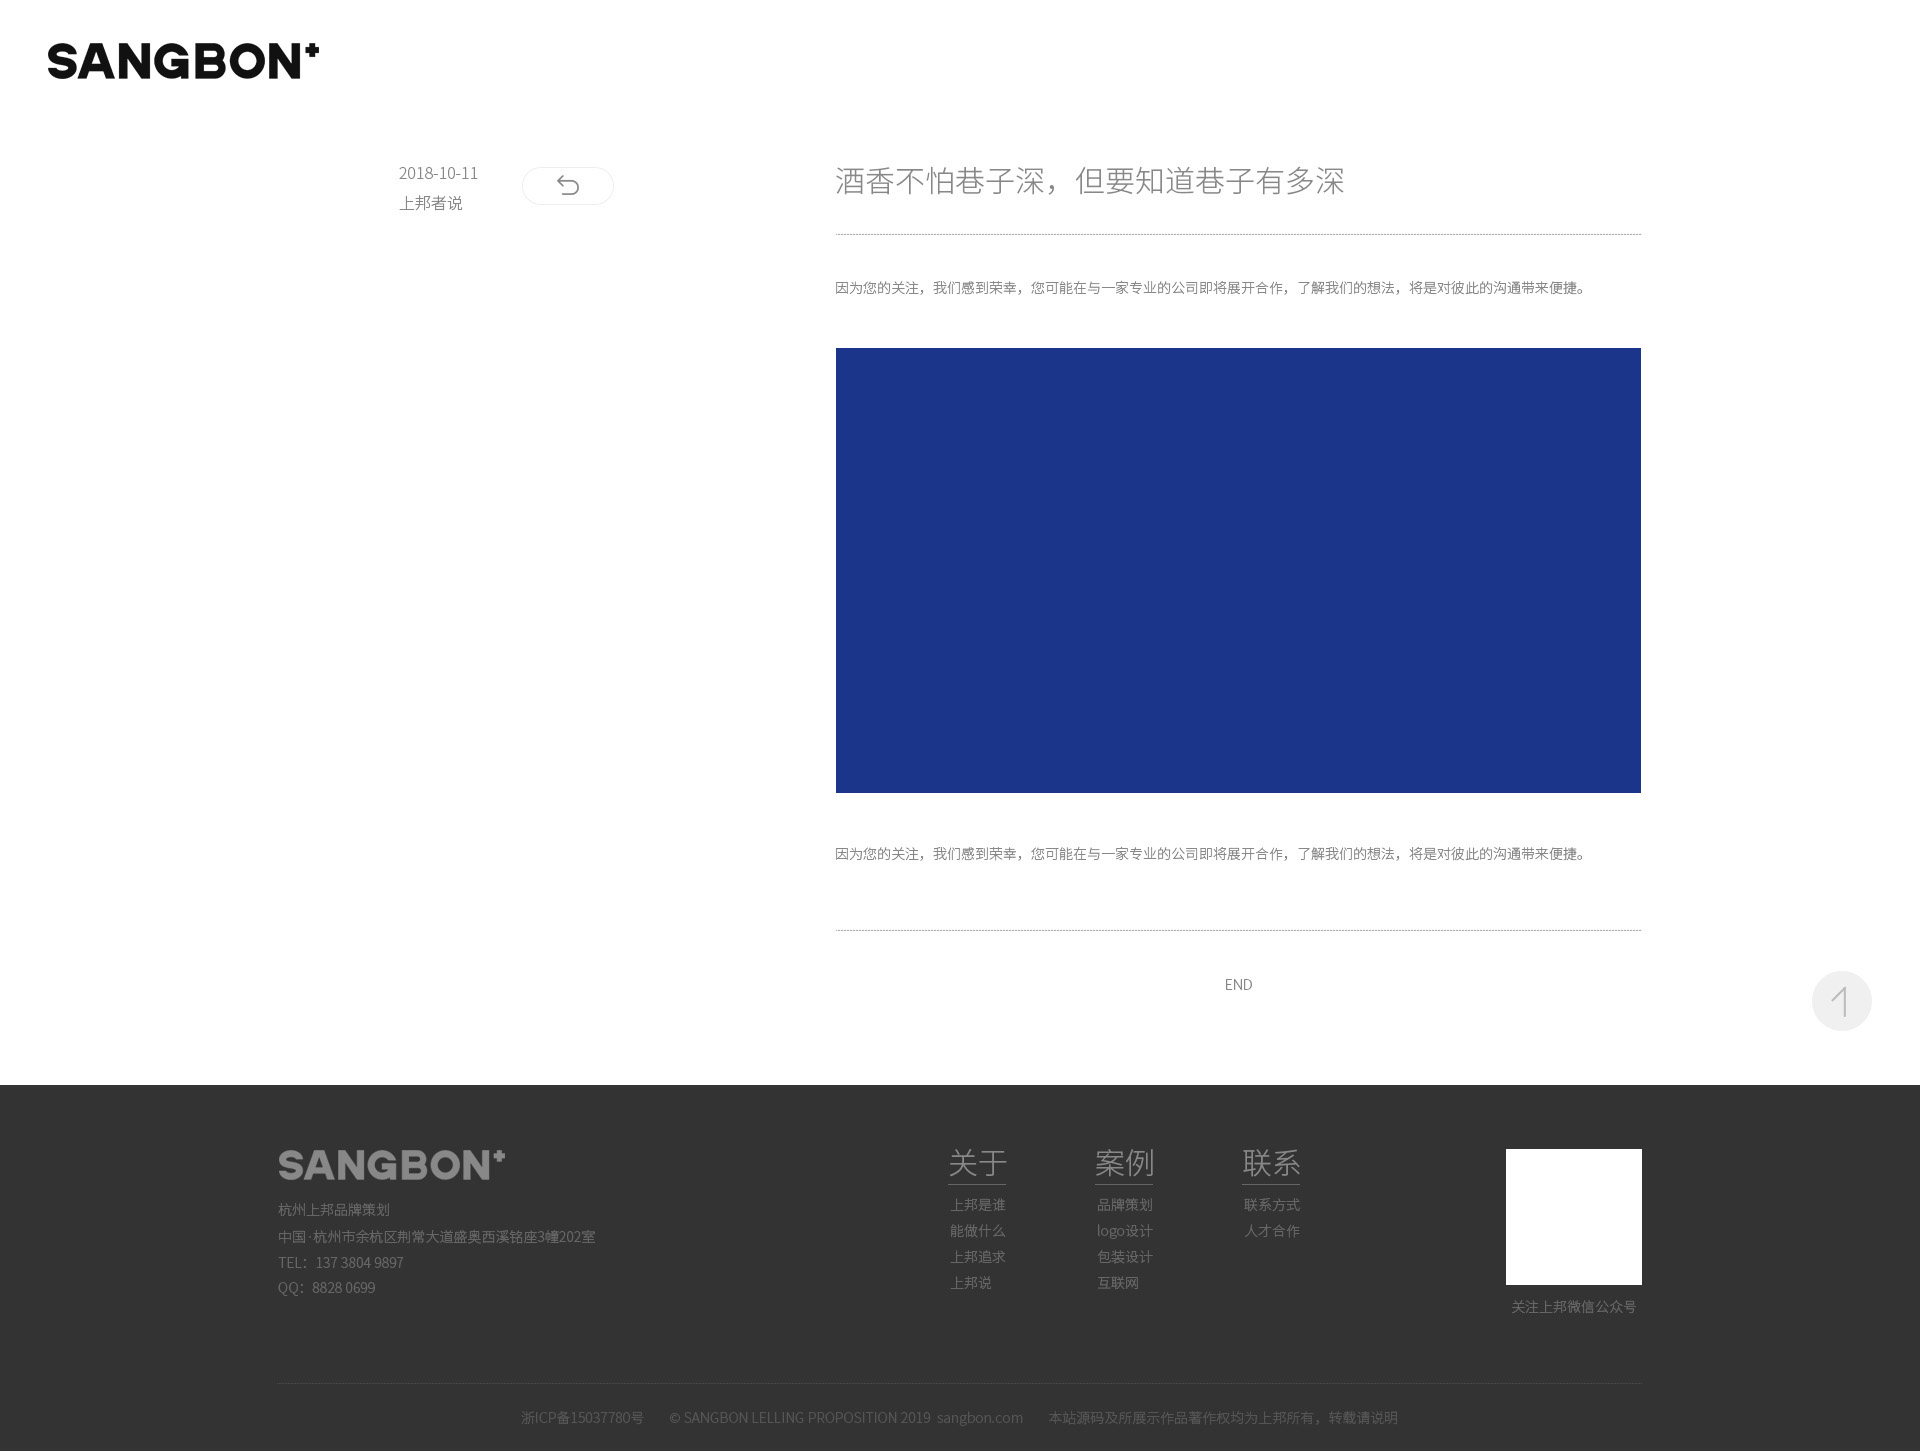 SANGBON+
2018-10-11
上邦者说
酒香不怕巷子深，但要知道巷子有多深
因为您的关注，我们感到荣幸，您可能在与一家专业的公司即将展开合作，了解我们的想法，将是对彼此的沟通带来便捷。
因为您的关注，我们感到荣幸，您可能在与一家专业的公司即将展开合作，了解我们的想法，将是对彼此的沟通带来便捷。
END
SANGBON+
杭州上邦品牌策划
中国·杭州市余杭区荆常大道盛奥西溪铭座3幢202室
TEL：137 3804 9897
QQ：8828 0699
关于
上邦是谁
能做什么
上邦追求
上邦说
案例
品牌策划
logo设计
包装设计
互联网
联系
联系方式
人才合作
关注上邦微信公众号
浙ICP备15037780号 © SANGBON LELLING PROPOSITION 2019 sangbon.com 本站源码及所展示作品著作权均为上邦所有，转载请说明